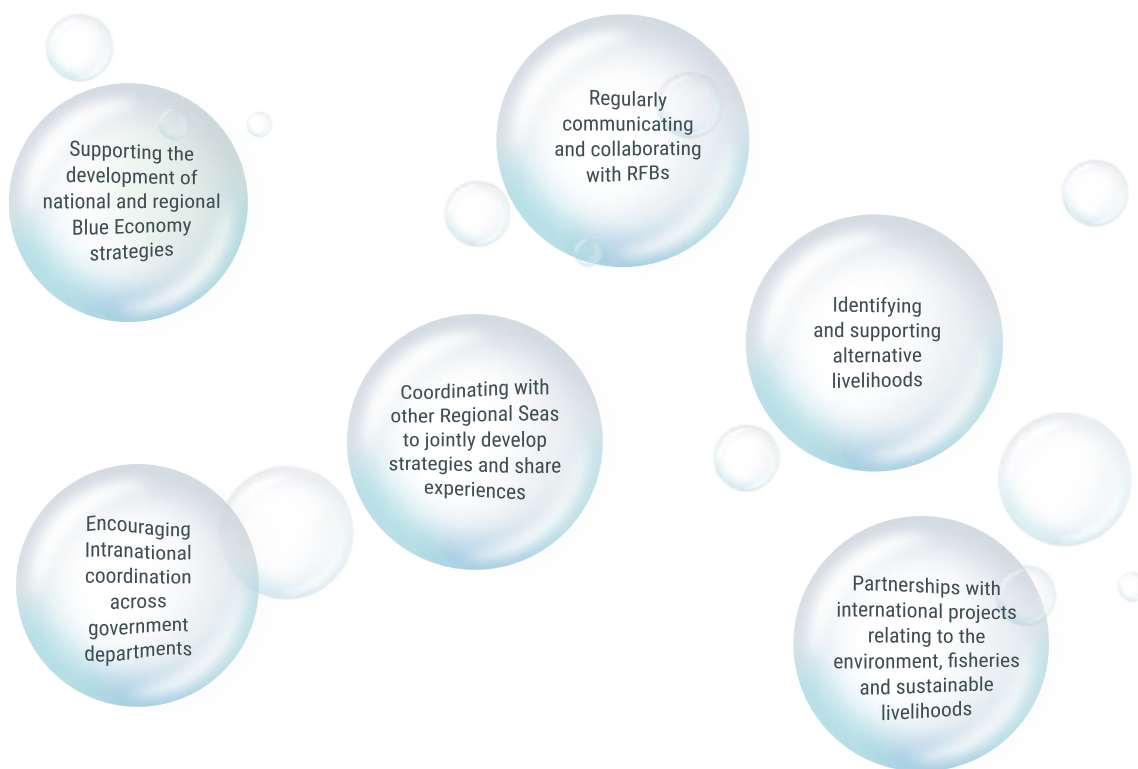 Supporting the
development of
national and regional
Blue Economy
strategies
Regularly
communicating
and collaborating
with RFBs
Identifying
and supporting
alternative
livelihoods
Coordinating with
other Regional Seas
to jointly develop
strategies and share
experiences
Encouraging
Intranational
coordination
across
government
departments
Partnerships with
international projects
relating to the
environment, fisheries
and sustainable
livelihoods